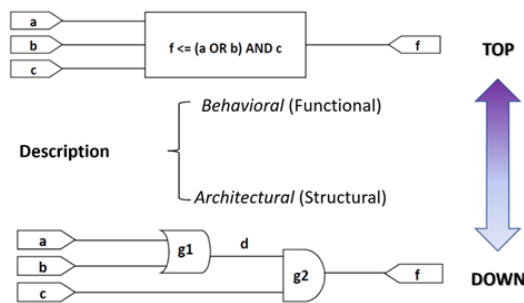 a
b
c
f <= (a OR b) AND c
f
TOP
Behavioral (Functional)
Description
Architectural (Structural)
a
b
c
g1
d
g2
f
DOWN